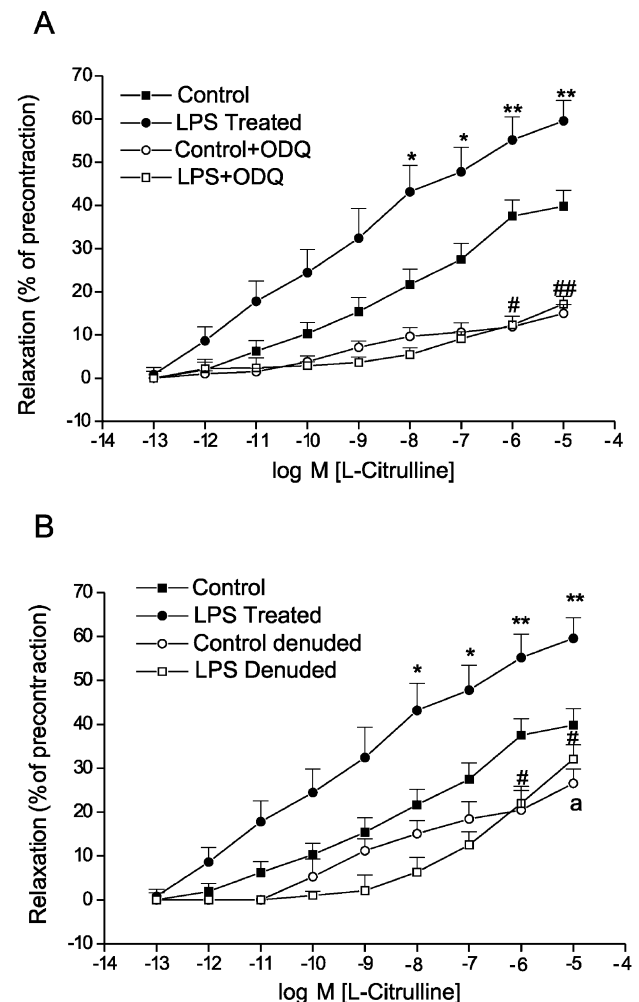 A
Relaxation (% of precontraction)
70
60
50
40
30
20
10
0
-10
Control
LPS Treated
Control+ODQ
LPS+ODQ
*
*
**
**
#
##
-14 -13 -12 -11 -10 -9 -8 -7 -6 -5 -4
log M [L-Citrulline]
B
Relaxation (%of precontraction)
70
60
50
40
30
20
10
0
-10
Control
LPS Treated
Control denuded
LPS Denuded
*
*
**
**
#
#
a
-14 -13 -12 -11 -10 -9 -8 -7 -6 -5 -4
log M [L-Citrulline]